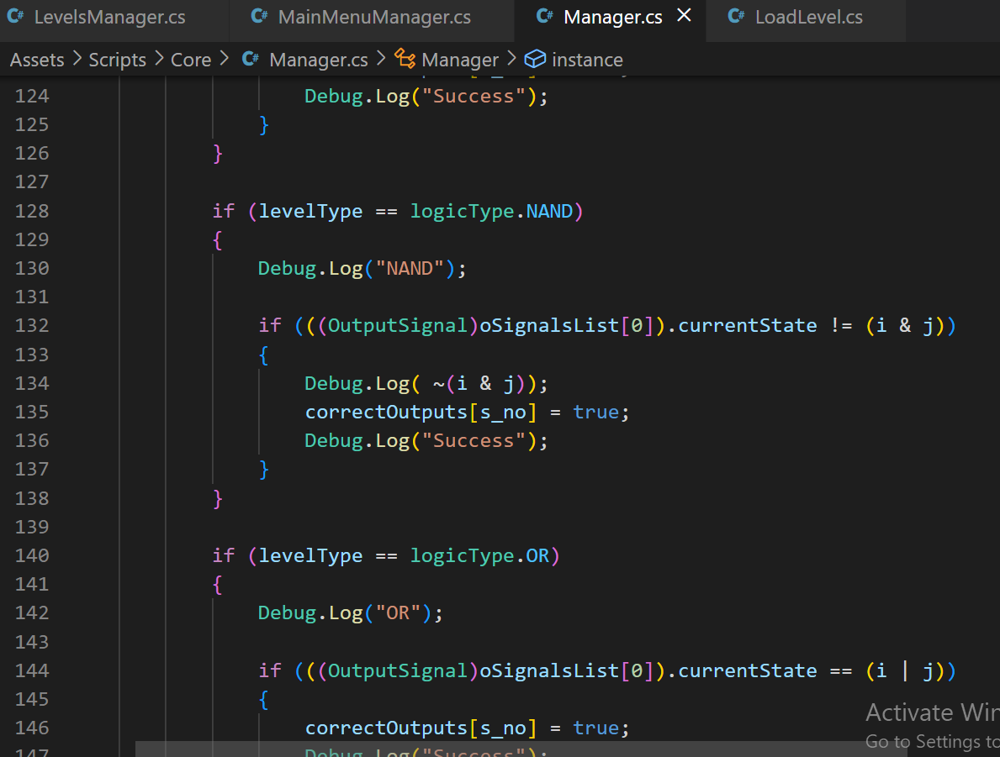 LevelsManager.cs MainMenuManager.cs Manager.cs LoadLevel.cs
Assets > Scripts > Core > Manager.cs > Manager > instance
124 Debug.Log("Success");
125 }
126 }
127
128 if (levelType == logicType.NAND)
129 {
130 Debug.Log("NAND");
131
132 if (((OutputSignal)oSignalsList[0]).currentState != (i & j))
133 {
134 Debug.Log( ~(i & j));
135 correctOutputs[s_no] = true;
136 Debug.Log("Success");
137 }
138 }
139
140 if (levelType == logicType.OR)
141 {
142 Debug.Log("OR");
143
144 if (((OutputSignal)oSignalsList[0]).currentState == (i | j))
145 {
146 correctOutputs[s_no] = true;
147 Debug.Log("Success");
Activate Win
Go to Settings to